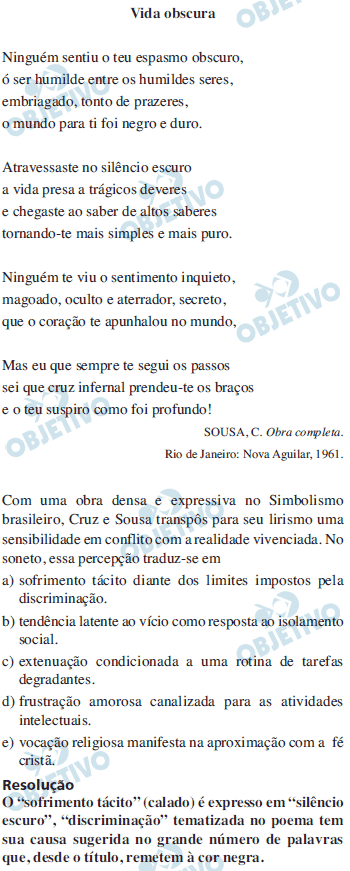 Vida obscura
Ninguém sentiu o teu espasmo obscuro,
ó ser humilde entre os humildes seres,
embriagado, tonto de prazeres,
o mundo para ti foi negro e duro.
Atravessaste no silêncio escuro
a vida presa a trágicos deveres
e chegaste ao saber de altos saberes
tornando-te mais simples e mais puro.
Ninguém te viu o sentimento inquieto,
magoado, oculto e aterrador, secreto,
que o coração te apunhalou no mundo,
Mas eu que sempre te segui os passos
sei que cruz infernal prendeu-te os braços
e o teu suspiro como foi profundo!
SOUSA, C. Obra completa.
Rio de Janeiro: Nova Aguilar, 1961.
Com uma obra densa e expressiva no Simbolismo
brasileiro, Cruz e Sousa transpôs para seu lirismo uma
sensibilidade em conflito com a realidade vivenciada. No
soneto, essa percepção traduz-se em
a) sofrimento tácito diante dos limites impostos pela
discriminação.
b) tendência latente ao vício como resposta ao isolamento
social.
c) extenuação condicionada a uma rotina de tarefas
degradantes.
d) frustração amorosa canalizada para as atividades
intelectuais.
e) vocação religiosa manifesta na aproximação com a fé
cristã.
Resolução
O “sofrimento tácito” (calado) é expresso em “silêncio
escuro”, “discriminação” tematizada no poema tem
sua causa sugerida no grande número de palavras
que, desde o título, remetem à cor negra.
OBJETIVO
OBJETIVO
OBJETIVO
OBJETIVO
OBJETIVO
OBJETIVO
OBJETIVO
OBJETIVO